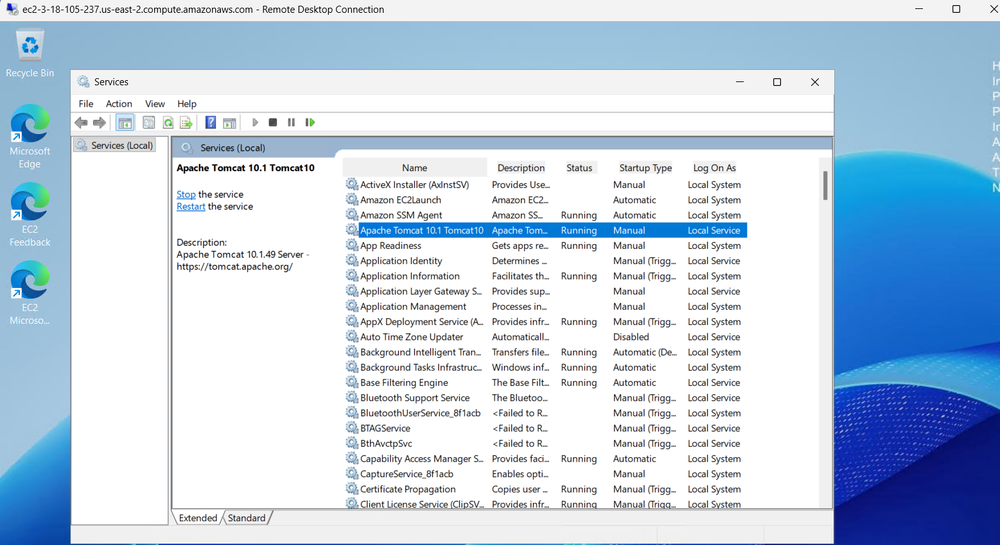 ec2-3-18-105-237.us-east-2.compute.amazonaws.com - Remote Desktop Connection
Recycle Bin
Microsoft
Edge
EC2
Feedback
EC2
Microso...
Services
File Action View Help
Services (Local)
Services (Local)
Apache Tomcat 10.1 Tomcat10
Stop the service
Restart the service
Description:
Apache Tomcat 10.1.49 Server -
https://tomcat.apache.org/
Name Description Status Startup Type Log On As
ActiveX Installer (AxInstSV) Provides Use... Manual Local System
Amazon EC2Launch Amazon EC2... Automatic Local System
Amazon SSM Agent Amazon SS... Running Automatic Local System
Apache Tomcat 10.1 Tomcat10 Apache Tom... Running Manual Local Service
App Readiness Gets apps re... Running Manual Local System
Application Identity Determines ... Manual (Trigg... Local Service
Application Information Facilitates th... Running Manual (Trigg... Local System
Application Layer Gateway S... Provides sup... Manual Local Service
Application Management Processes in... Manual Local System
AppX Deployment Service (A... Provides infr... Running Manual (Trigg... Local System
Auto Time Zone Updater Automaticall... Disabled Local Service
Background Intelligent Tran... Transfers file... Running Automatic (De... Local System
Background Tasks Infrastruc... Windows inf... Running Automatic Local System
Base Filtering Engine The Base Filt... Running Automatic Local Service
Bluetooth Support Service The Bluetoo... Manual (Trigg... Local Service
BluetoothUserService_8f1acb <Failed to R... Manual (Trigg... Local System
BTAGService <Failed to R... Manual (Trigg... Local Service
BthAvctpSvc <Failed to R... Manual (Trigg... Local Service
Capability Access Manager S... Provides faci... Running Automatic Local System
CaptureService_8f1acb Enables opti... Manual Local System
Certificate Propagation Copies user ... Running Manual (Trigg... Local System
Client License Service (ClipSV... Provides infr... Running Manual (Trigg... Local System
Extended Standard
H
In
P
P
In
A
A
T
N